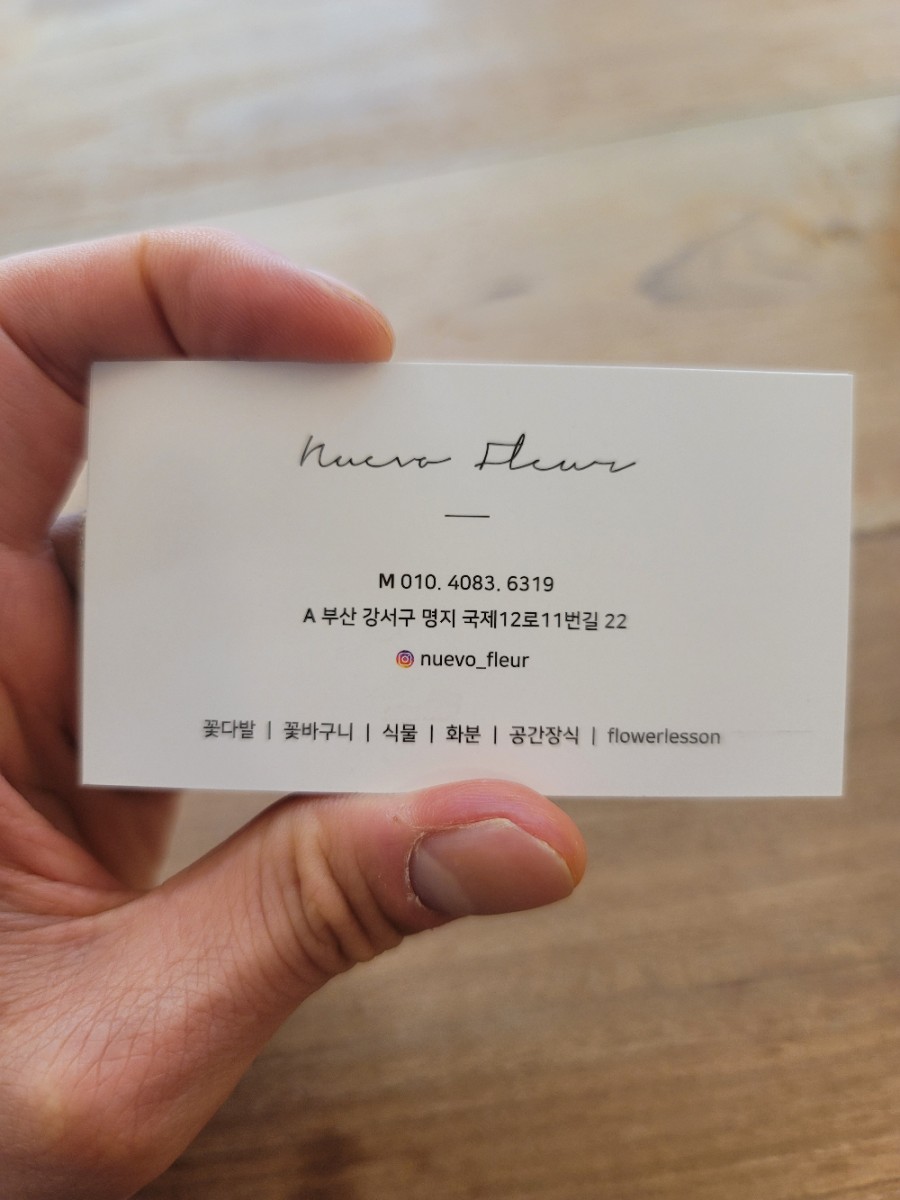 Nuevo Fleur
M 010. 4083. 6319
A 부산 강서구 명지 국제12로11번길 22
nuevo_fleur
꽃다발 | 꽃바구니 | 식물 | 화분 | 공간장식 | flowerlesson